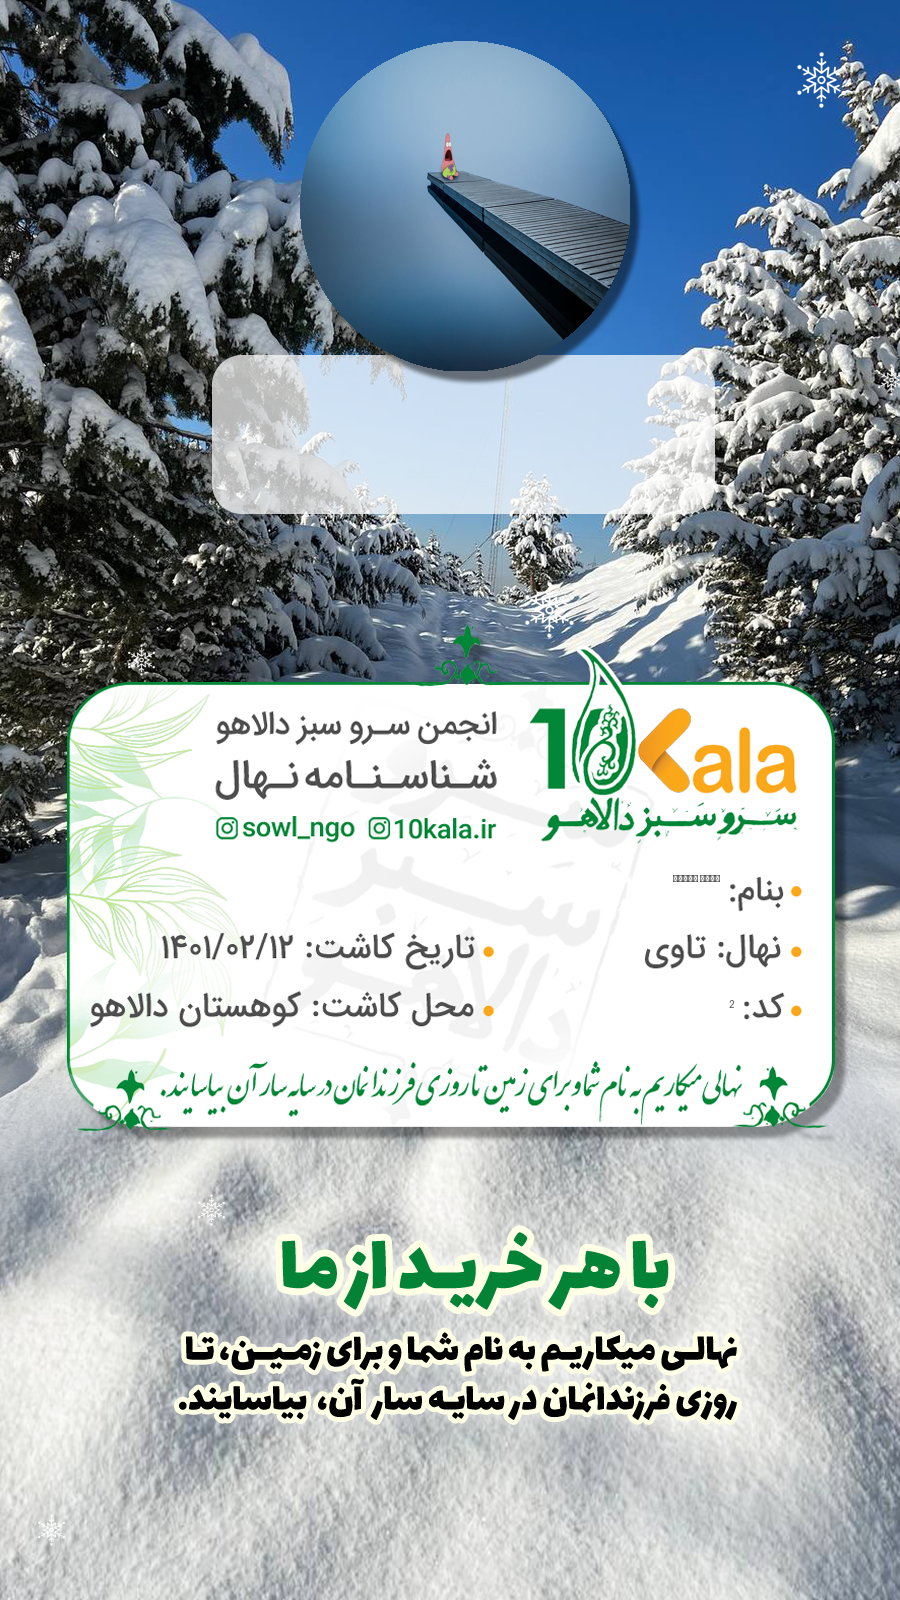 10Kala
سرو سبز دالاهو
انجمن سرو سبز دالاهو
شناسنامه نهال
sowl_ngo 10kala.ir
بنام:
نهال: تاوی
تاریخ کاشت: ۱۴۰۱/۰۲/۱۲
کد: 2
محل کاشت: کوهستان دالاهو
نهالی میکاریم به نام شما و برای زمین تا روزی فرزندانمان در سایه سار آن بیاسایند.
با هر خرید از ما
نهالی میکاریم به نام شما و برای زمین، تا
روزی فرزندانمان در سایه سار آن، بیاسایند.